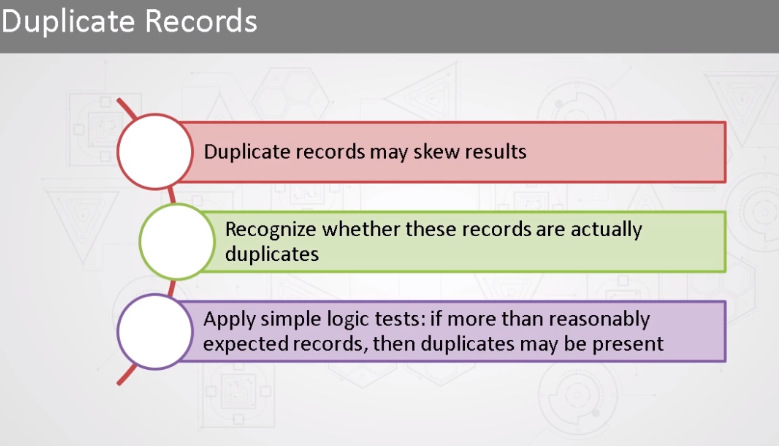 Duplicate Records
Duplicate records may skew results
Recognize whether these records are actually
duplicates
Apply simple logic tests: if more than reasonably
expected records, then duplicates may be present